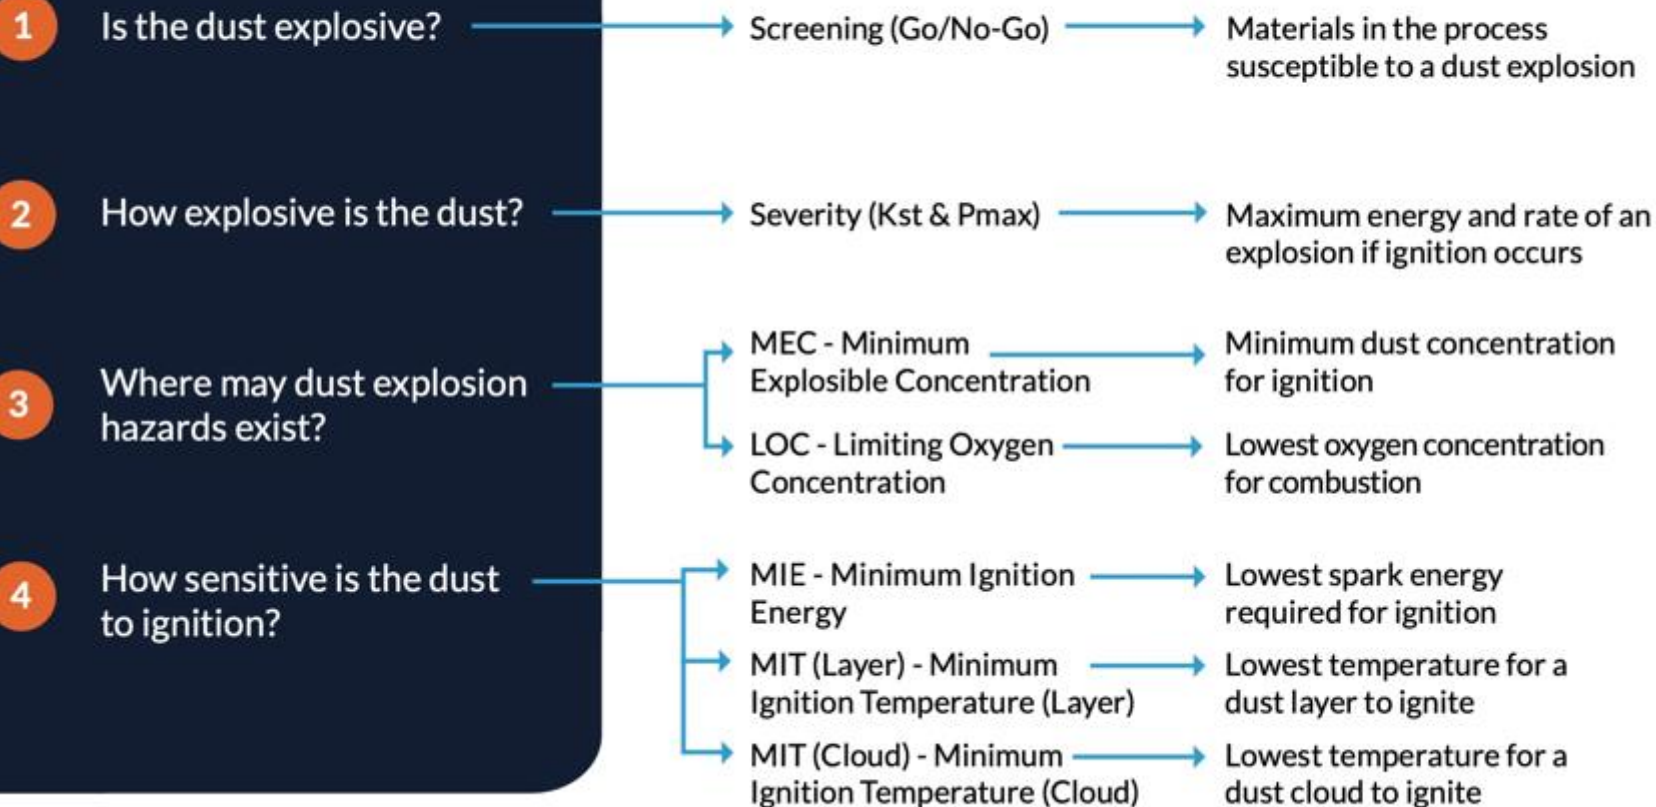 1
Is the dust explosive?
Screening (Go/No-Go)
Materials in the process
susceptible to a dust explosion
2
How explosive is the dust?
Severity (Kst & Pmax)
Maximum energy and rate of an
explosion if ignition occurs
3
Where may dust explosion
hazards exist?
MEC - Minimum
Explosible Concentration
Minimum dust concentration
for ignition
LOC - Limiting Oxygen
Concentration
Lowest oxygen concentration
for combustion
4
How sensitive is the dust
to ignition?
MIE - Minimum Ignition
Energy
Lowest spark energy
required for ignition
MIT (Layer) - Minimum
Ignition Temperature (Layer)
Lowest temperature for a
dust layer to ignite
MIT (Cloud) - Minimum
Ignition Temperature (Cloud)
Lowest temperature for a
dust cloud to ignite